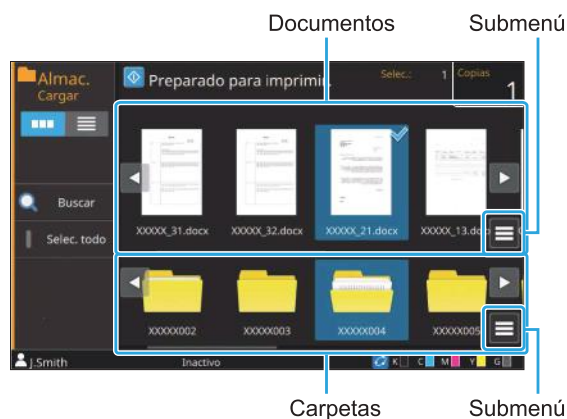 Documentos
Submenú
Almac.
Cargar
Preparado para imprimir.
Selec.: 1
Copias
1
Buscar
Selec. todo
XXXXX_31.docx
XXXXX_32.docx
XXXXX_21.docx
XXXXX_13.do
XXXXX002
XXXXX003
XXXXX004
XXXXX005
J.Smith
Inactivo
K C M Y G
Carpetas
Submenú